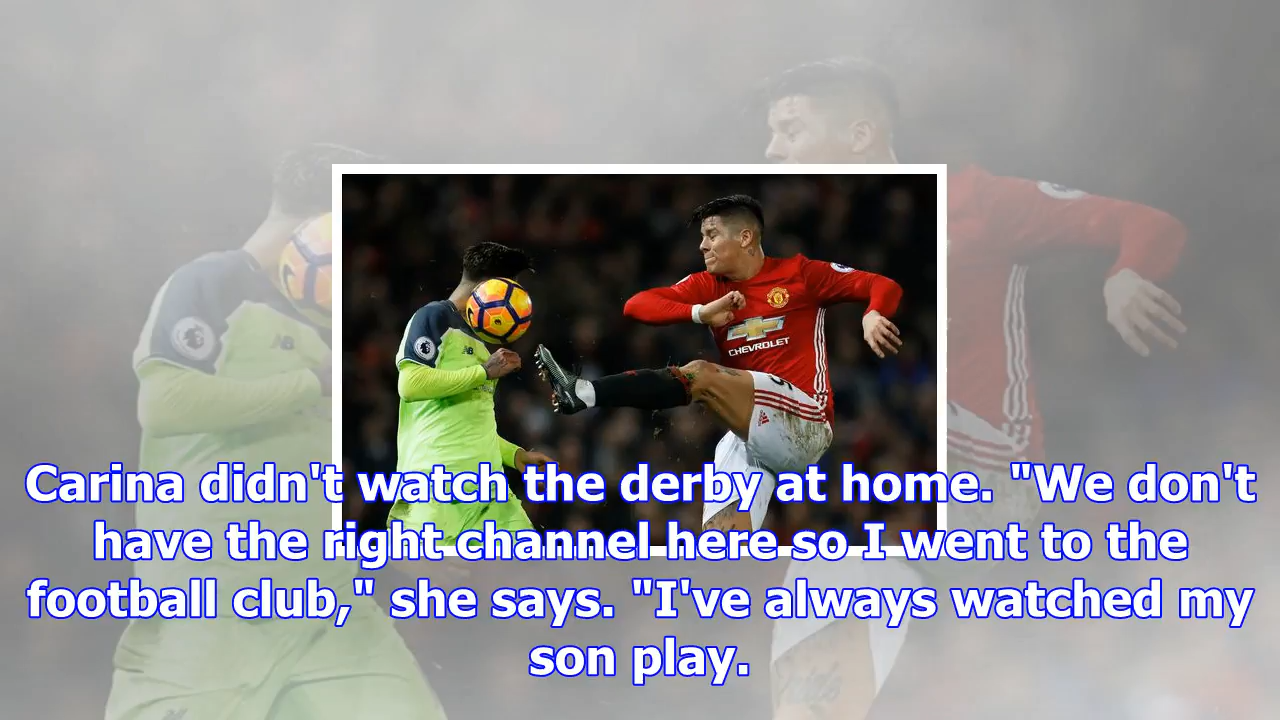 CHEVROLET
5
Carina didn't watch the derby at home. "We don't
have the right channel here so I went to the
football club," she says. "I've always watched my
son play.